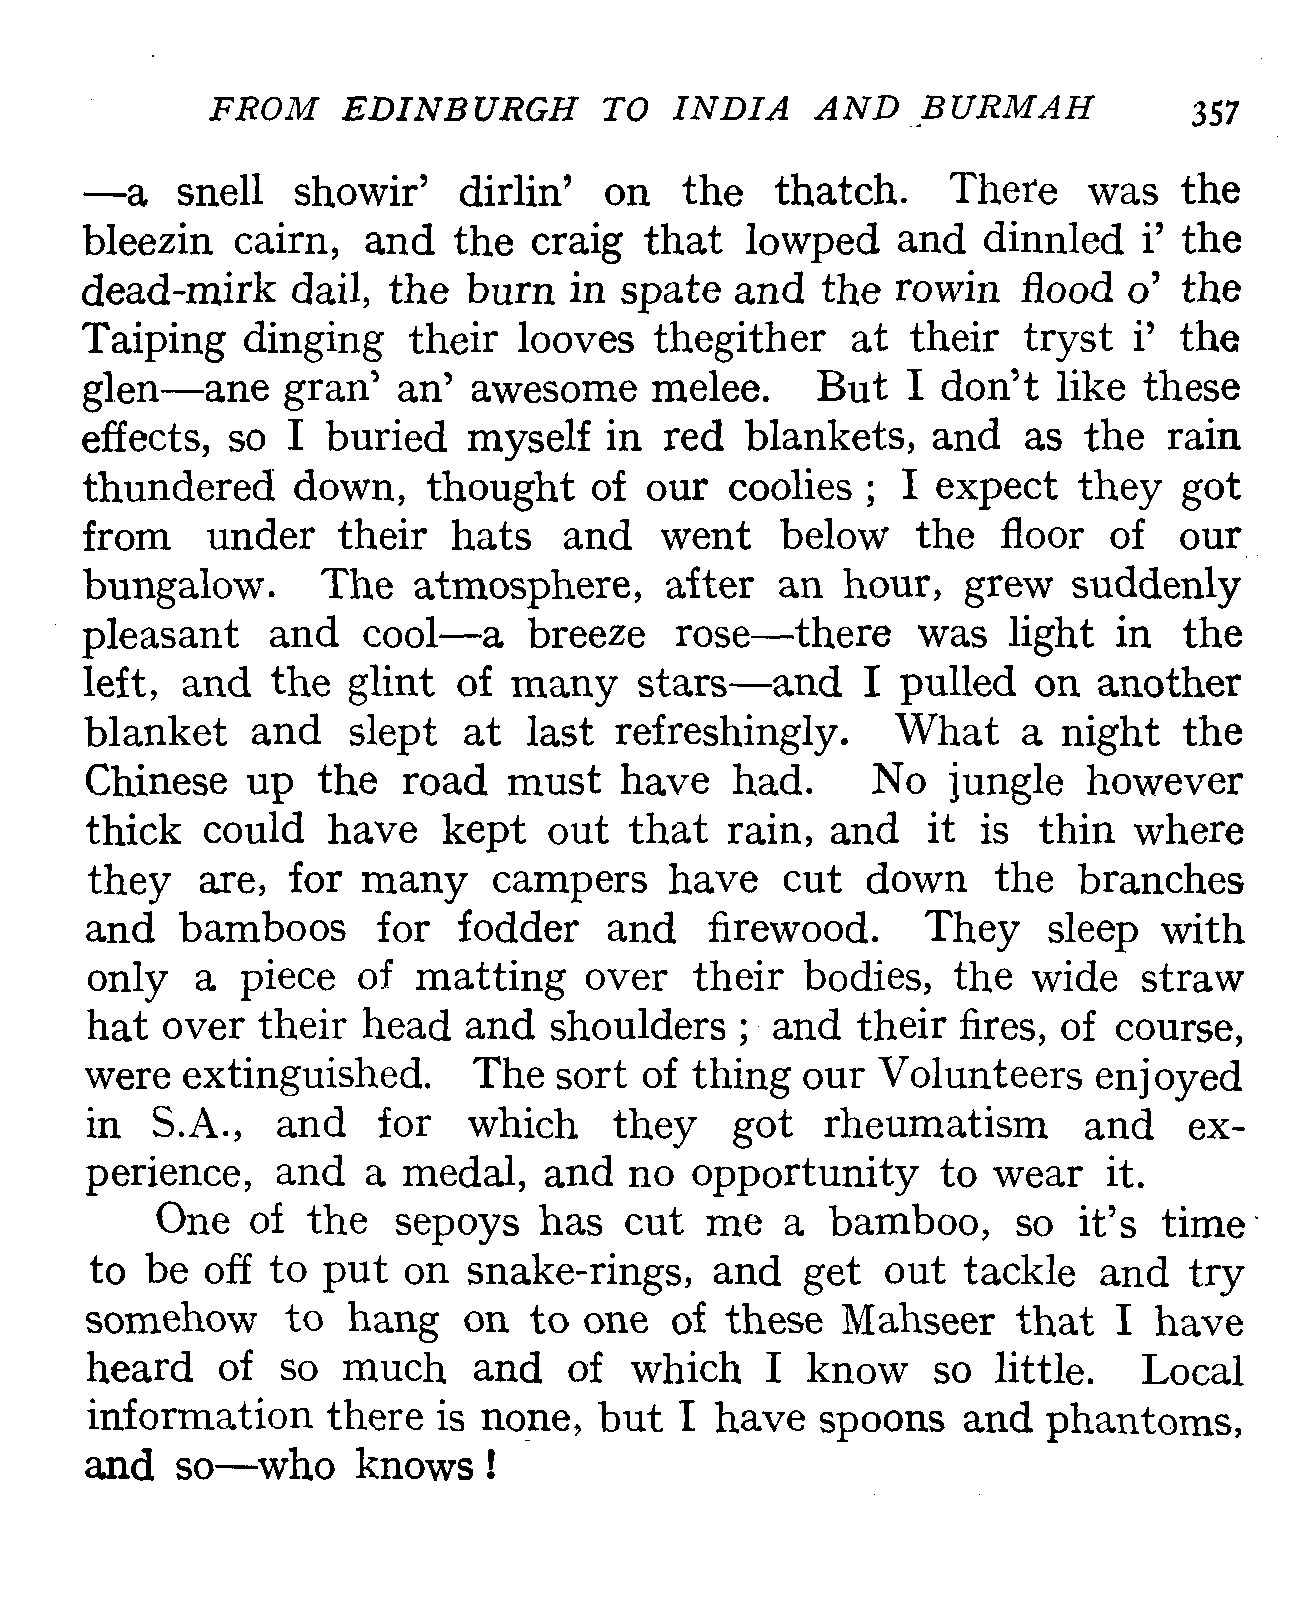 FROM EDINBURGH TO INDIA AND BURMAH 357
—a snell showir’ dirlin’ on the thatch. There was the
bleezin cairn, and the craig that lowped and dinnled i’ the
dead-mirk dail, the burn in spate and the rowin flood o’ the
Taiping dinging their looves thegither at their tryst i’ the
glen—ane gran’ an’ awesome melee. But I don’t like these
effects, so I buried myself in red blankets, and as the rain
thundered down, thought of our coolies ; I expect they got
from under their hats and went below the floor of our
bungalow. The atmosphere, after an hour, grew suddenly
pleasant and cool—a breeze rose—there was light in the
left, and the glint of many stars—and I pulled on another
blanket and slept at last refreshingly. What a night the
Chinese up the road must have had. No jungle however
thick could have kept out that rain, and it is thin where
they are, for many campers have cut down the branches
and bamboos for fodder and firewood. They sleep with
only a piece of matting over their bodies, the wide straw
hat over their head and shoulders ; and their fires, of course,
were extinguished. The sort of thing our Volunteers enjoyed
in S.A., and for which they got rheumatism and ex-
perience, and a medal, and no opportunity to wear it.
One of the sepoys has cut me a bamboo, so it’s time
to be off to put on snake-rings, and get out tackle and try
somehow to hang on to one of these Mahseer that I have
heard of so much and of which I know so little. Local
information there is none, but I have spoons and phantoms,
and so—who knows !